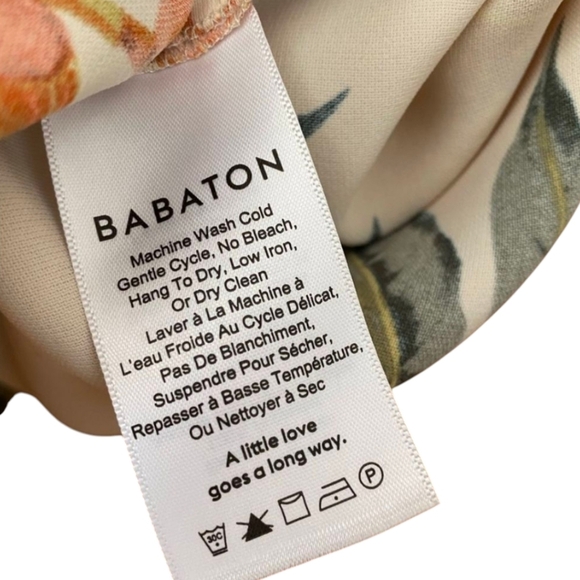 BABATON
Machine Wash Cold
Gentle Cycle, No Bleach,
Hang To Dry, Low Iron,
Or Dry Clean
Laver à La Machine à
L'eau Froide Au Cycle Délicat,
Pas De Blanchiment,
Suspendre Pour Sécher,
Repasser à Basse Température,
Ou Nettoyer à Sec
A little love
goes a long way.
30C P